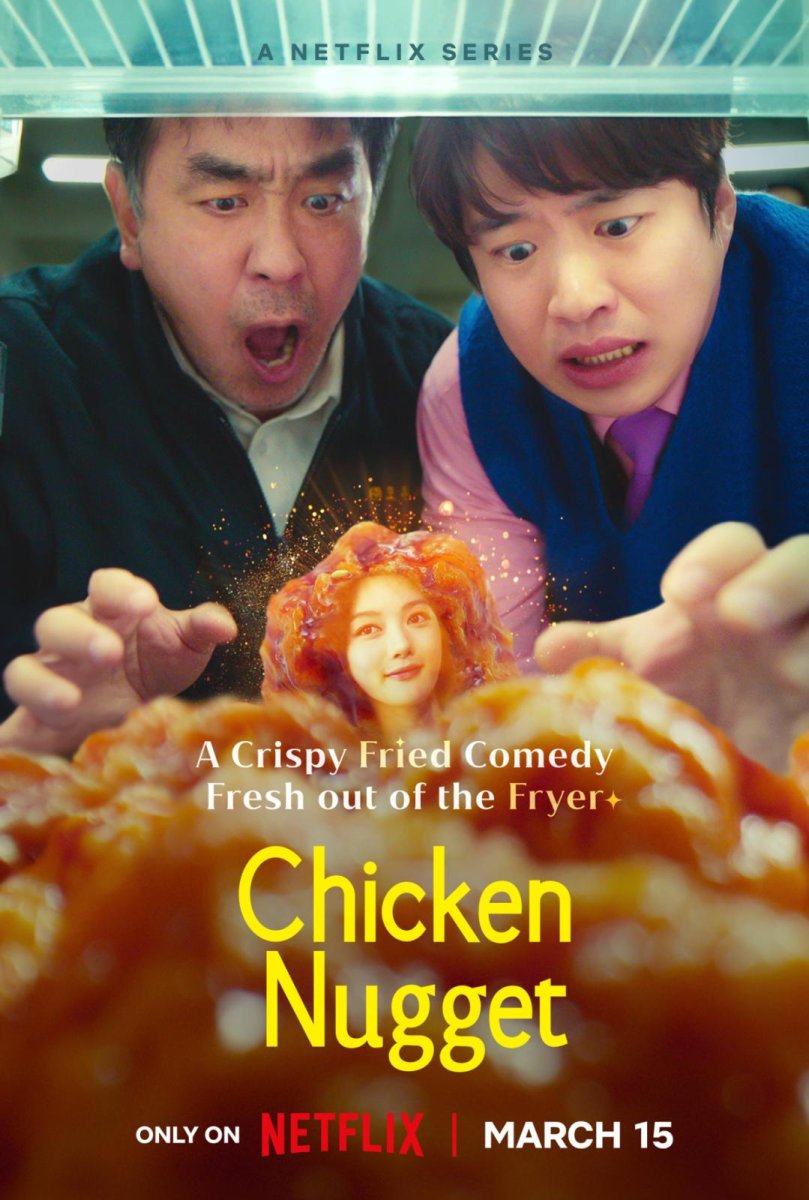 A NETFLIX SERIES
A Crispy Fried Comedy
Fresh out of the Fryer
Chicken
Nugget
ONLY ON NETFLIX | MARCH 15